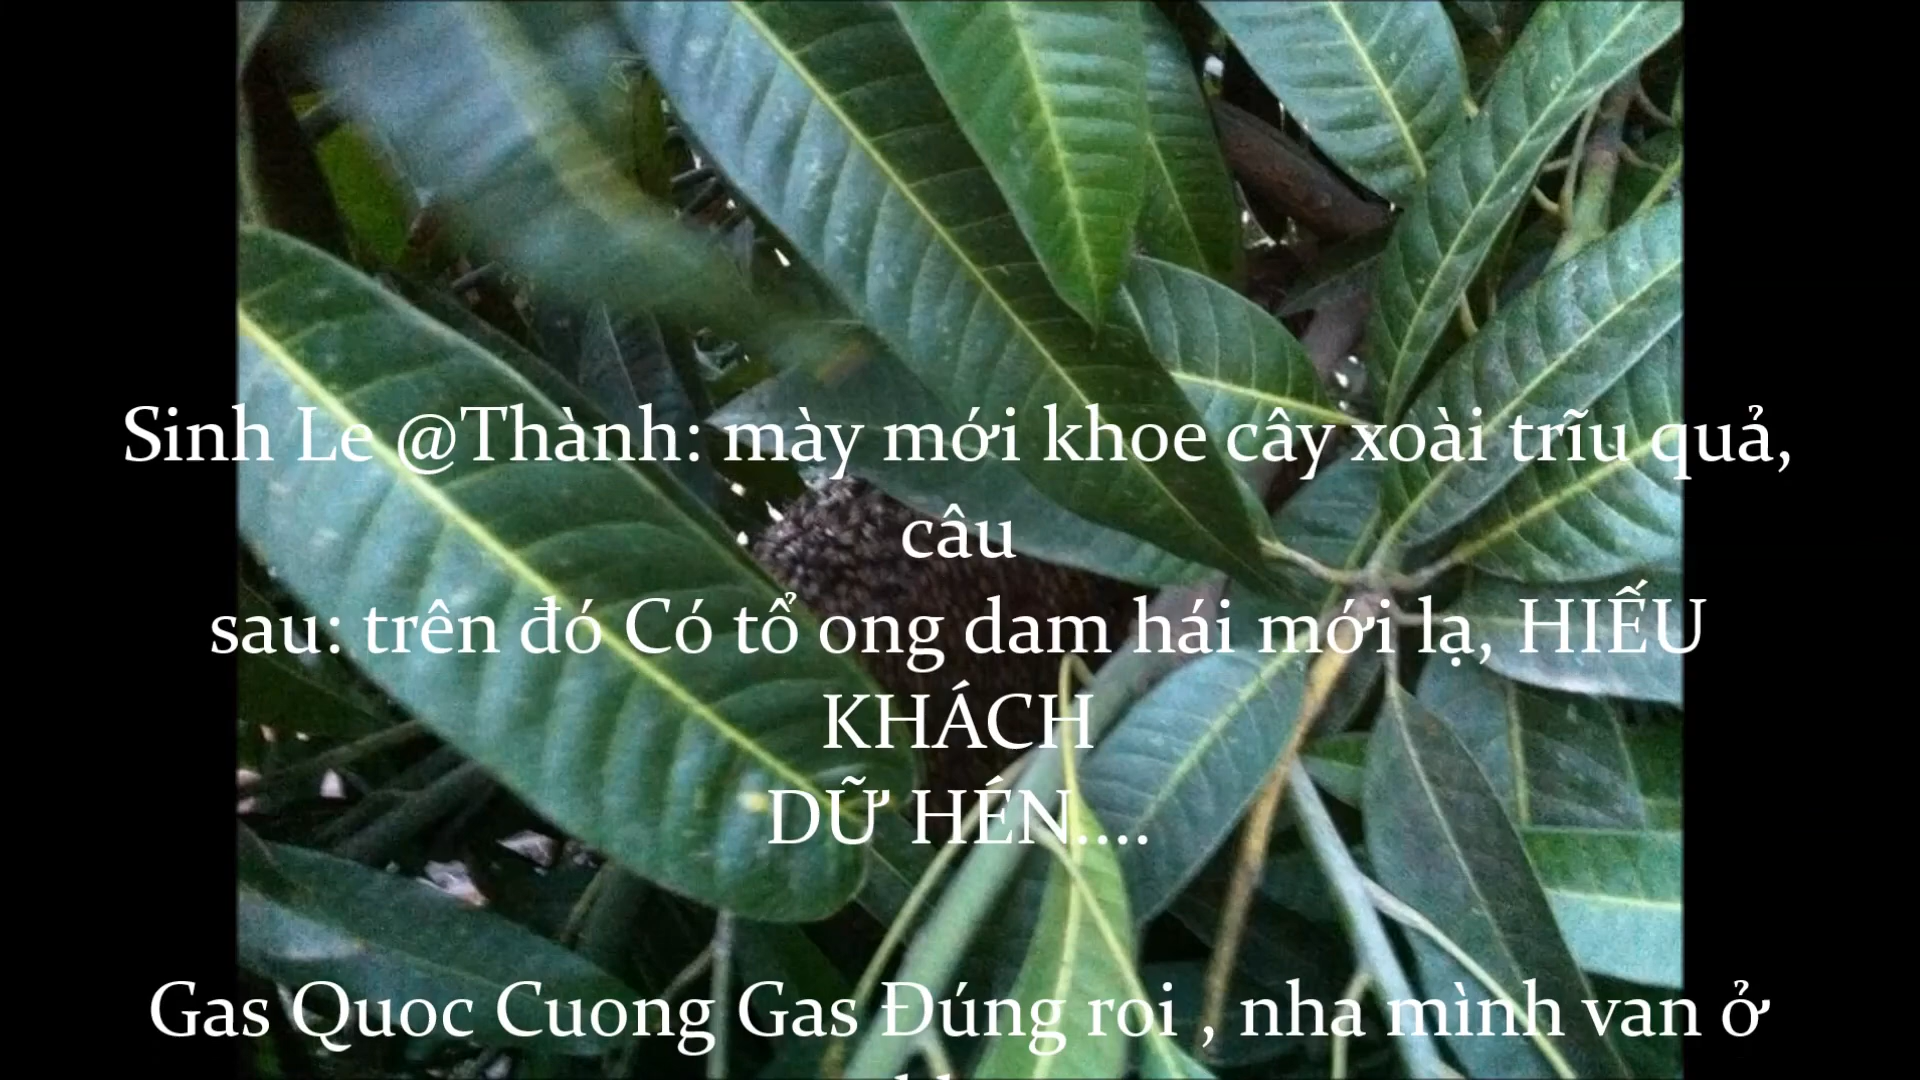 Sinh Le @Thành: mày mới khoe cây xoài trĩu quả,
câu
sau: trên đó Có tổ ong dam hái mới lạ, HIẾU
KHÁCH
DỮ HÉN....
Gas Quoc Cuong Gas Đúng roi , nha mình van ở